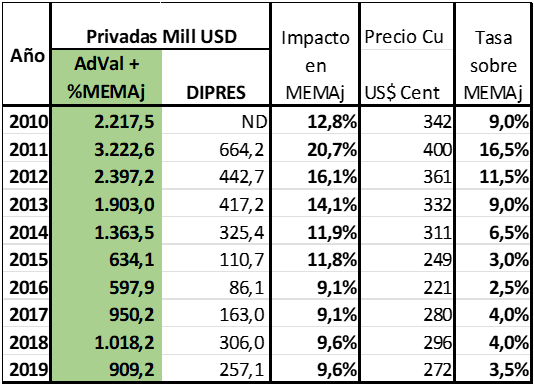 Año Privadas Mill USD Impacto en MEMAj Precio Cu Tasa sobre MEMAj
AdVal + %MEMAj DIPRES US$ Cent
2010 2.217,5 ND 12,8% 342 9,0%
2011 3.222,6 664,2 20,7% 400 16,5%
2012 2.397,2 442,7 16,1% 361 11,5%
2013 1.903,0 417,2 14,1% 332 9,0%
2014 1.363,5 325,4 11,9% 311 6,5%
2015 634,1 110,7 11,8% 249 3,0%
2016 597,9 86,1 9,1% 221 2,5%
2017 950,2 163,0 9,1% 280 4,0%
2018 1.018,2 306,0 9,6% 296 4,0%
2019 909,2 257,1 9,6% 272 3,5%